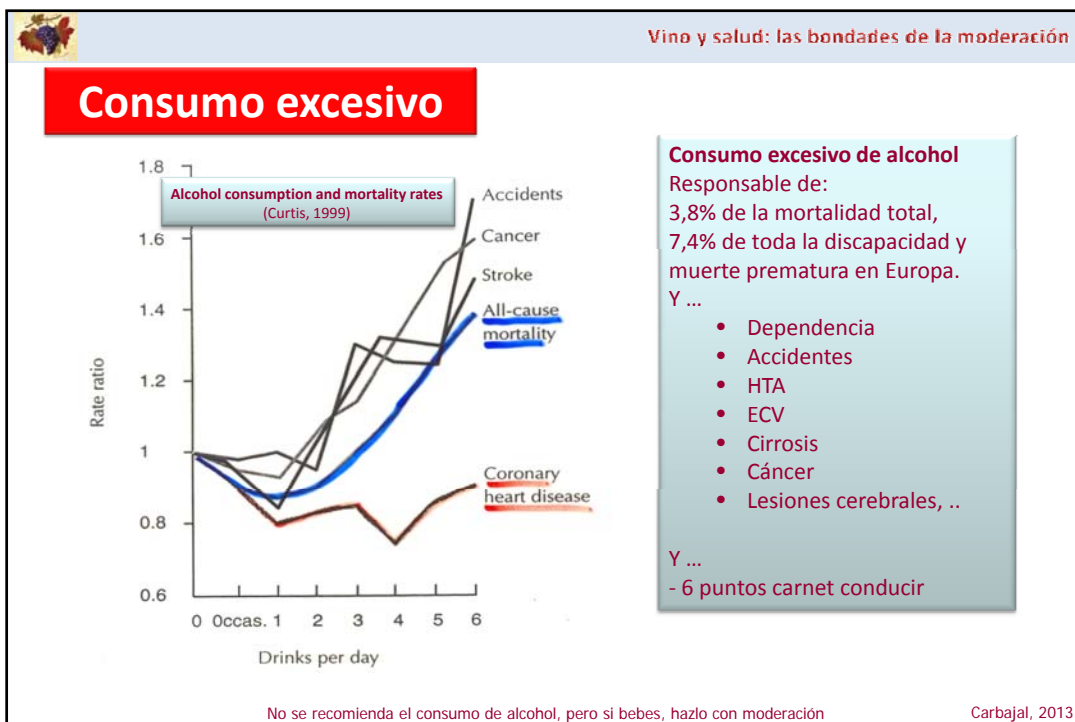 Vino y salud: las bondades de la moderación
Consumo excesivo
Alcohol consumption and mortality rates
(Curtis, 1999)
1.8
1.6
1.4
1.2
1
0.8
0.6
Rate ratio
0 Occas. 1 2 3 4 5 6
Drinks per day
Accidents
Cancer
Stroke
All-cause
mortality
Coronary
heart disease
Consumo excesivo de alcohol
Responsable de:
3,8% de la mortalidad total,
7,4% de toda la discapacidad y
muerte prematura en Europa.
Y ...
• Dependencia
• Accidentes
• HTA
• ECV
• Cirrosis
• Cáncer
• Lesiones cerebrales, ..
Y ...
- 6 puntos carnet conducir
No se recomienda el consumo de alcohol, pero si bebes, hazlo con moderación
Carbajal, 2013